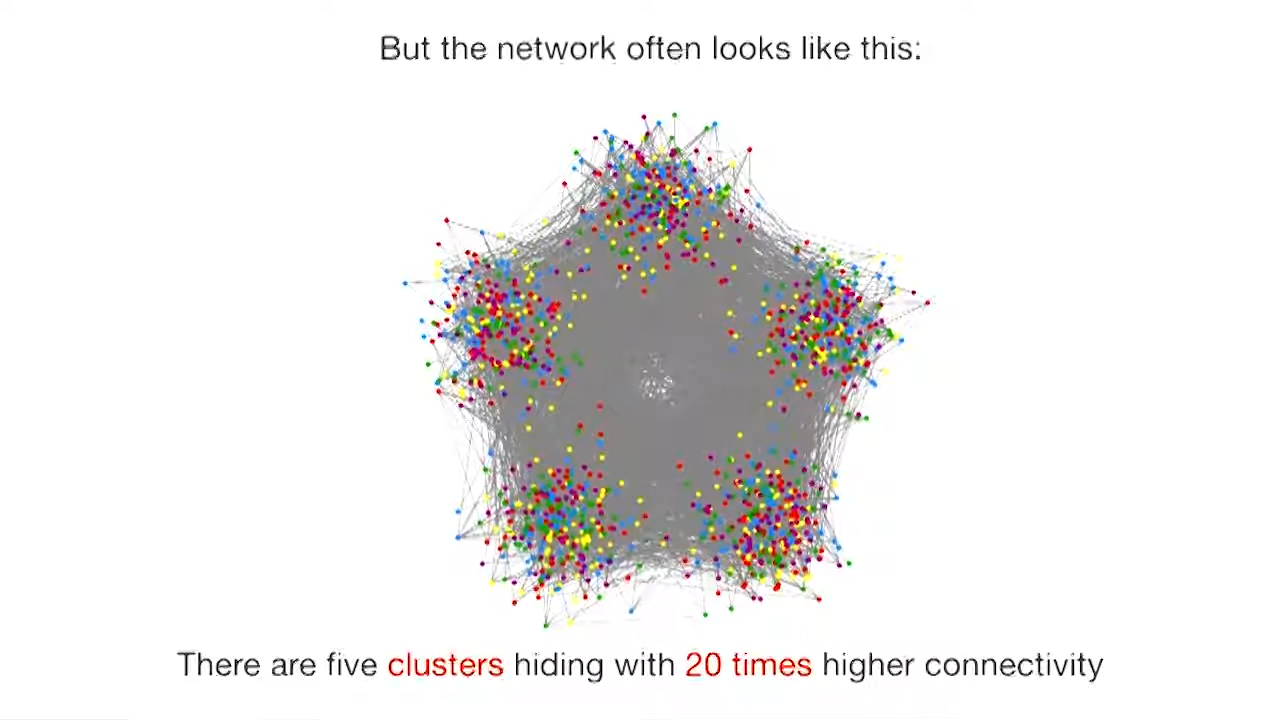 But the network often looks like this:
There are five clusters hiding with 20 times higher connectivity